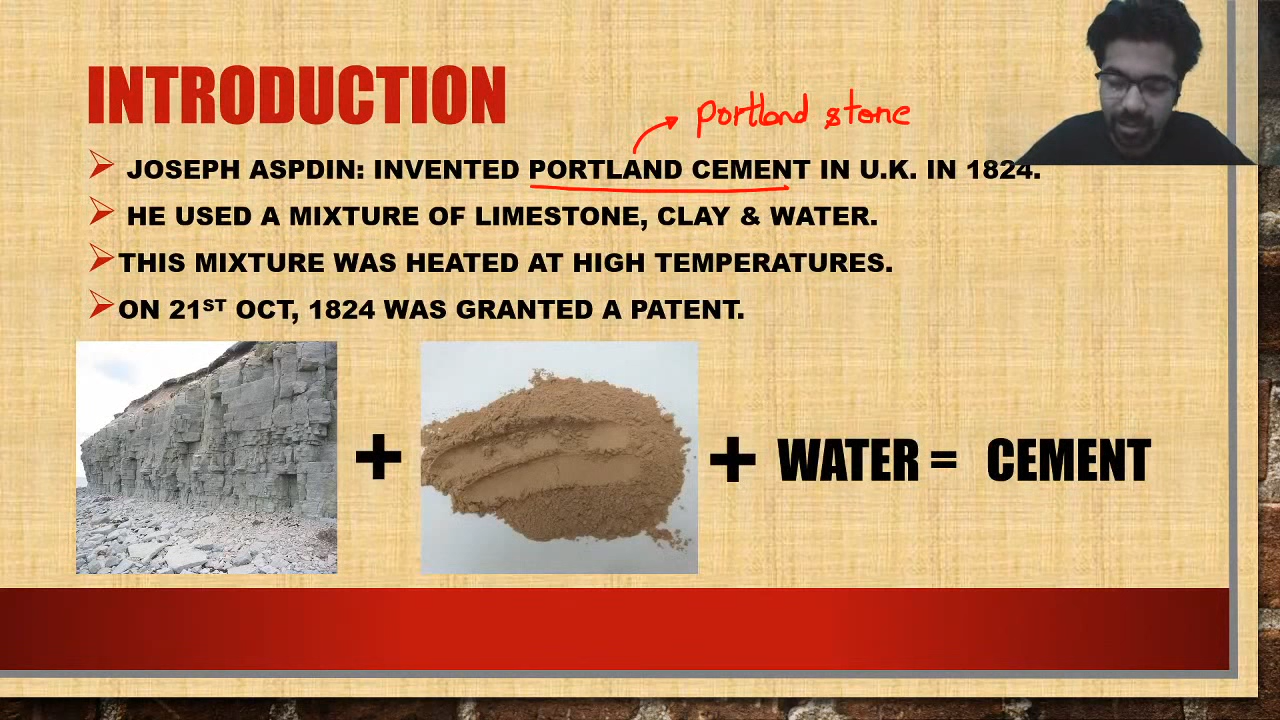 INTRODUCTION
portland stone
JOSEPH ASPDIN: INVENTED PORTLAND CEMENT IN U.K. IN 1824.
HE USED A MIXTURE OF LIMESTONE, CLAY & WATER.
THIS MIXTURE WAS HEATED AT HIGH TEMPERATURES.
ON 21ST OCT, 1824 WAS GRANTED A PATENT.
+ + WATER = CEMENT